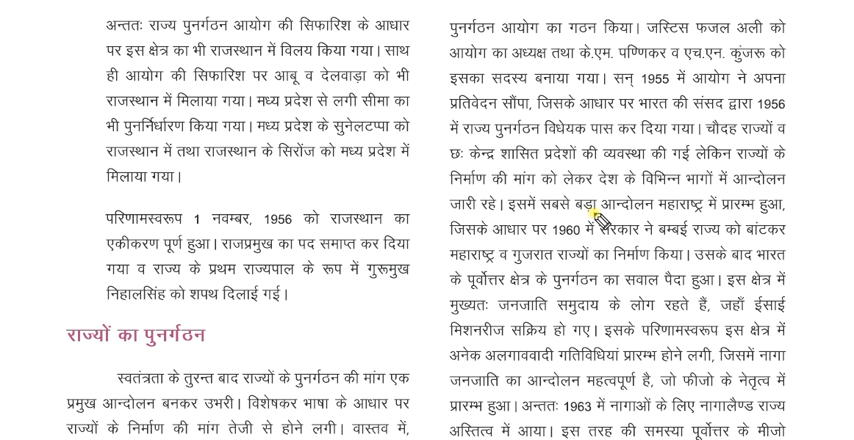 अन्ततः राज्य पुनर्गठन आयोग की सिफारिश के आधार
पर इस क्षेत्र का भी राजस्थान में विलय किया गया। साथ
ही आयोग की सिफारिश पर आबू व देलवाड़ा को भी
राजस्थान में मिलाया गया। मध्य प्रदेश से लगी सीमा का
भी पुनर्निर्धारण किया गया। मध्य प्रदेश के सुनेलटप्पा को
राजस्थान में तथा राजस्थान के सिरोंज को मध्य प्रदेश में
मिलाया गया।
परिणामस्वरूप 1 नवम्बर, 1956 को राजस्थान का
एकीकरण पूर्ण हुआ। राजप्रमुख का पद समाप्त कर दिया
गया व राज्य के प्रथम राज्यपाल के रूप में गुरूमुख
निहालसिंह को शपथ दिलाई गई।
राज्यों का पुनर्गठन
स्वतंत्रता के तुरन्त बाद राज्यों के पुनर्गठन की मांग एक
प्रमुख आन्दोलन बनकर उभरी। विशेषकर भाषा के आधार पर
राज्यों के निर्माण की मांग तेजी से होने लगी। वास्तव में,
पुनर्गठन आयोग का गठन किया। जस्टिस फजल अली को
आयोग का अध्यक्ष तथा के.एम. पण्णिकर व एच.एन. कुंजरू को
इसका सदस्य बनाया गया। सन् 1955 में आयोग ने अपना
प्रतिवेदन सौंपा, जिसके आधार पर भारत की संसद द्वारा 1956
में राज्य पुनर्गठन विधेयक पास कर दिया गया। चौदह राज्यों व
छः केन्द्र शासित प्रदेशों की व्यवस्था की गई लेकिन राज्यों के
निर्माण की मांग को लेकर देश के विभिन्न भागों में आन्दोलन
जारी रहे। इसमें सबसे बड़ा आन्दोलन महाराष्ट्र में प्रारम्भ हुआ,
जिसके आधार पर 1960 में सरकार ने बम्बई राज्य को बांटकर
महाराष्ट्र व गुजरात राज्यों का निर्माण किया। उसके बाद भारत
के पूर्वोत्तर क्षेत्र के पुनर्गठन का सवाल पैदा हुआ। इस क्षेत्र में
मुख्यतः जनजाति समुदाय के लोग रहते हैं, जहाँ ईसाई
मिशनरीज सक्रिय हो गए। इसके परिणामस्वरूप इस क्षेत्र में
अनेक अलगाववादी गतिविधियां प्रारम्भ होने लगी, जिसमें नागा
जनजाति का आन्दोलन महत्वपूर्ण है, जो फीजो के नेतृत्व में
प्रारम्भ हुआ। अन्ततः 1963 में नागाओं के लिए नागालैण्ड राज्य
अस्तित्व में आया। इस तरह की समस्या पूर्वोत्तर के मीजो